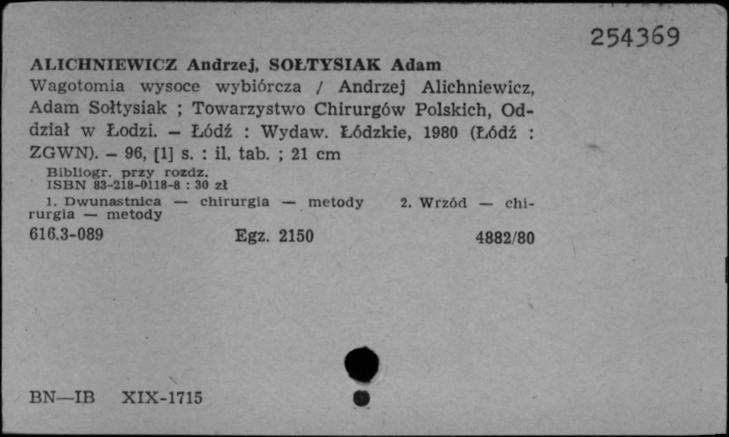 254369
ALICHNIEWICZ Andrzej, SOŁTYSIAK Adam
Wagotomia wysoce wybiórcza / Andrzej Alichniewicz,
Adam Sołtysiak ; Towarzystwo Chirurgów Polskich, Od-
dział w Łodzi. — Łódź : Wydaw. Łódzkie, 1980 (Łódź :
ZGWN). — 96, [1] s. : il. tab. ; 21 cm
Bibliogr. przy rozdz.
ISBN 83-218-0118-8 : 30 zł
1. Dwunastnica — chirurgia — metody 2. Wrzód — chi-
rurgia — metody
616.3-089 Egz. 2150 4882/80
BN—IB XIX-1715